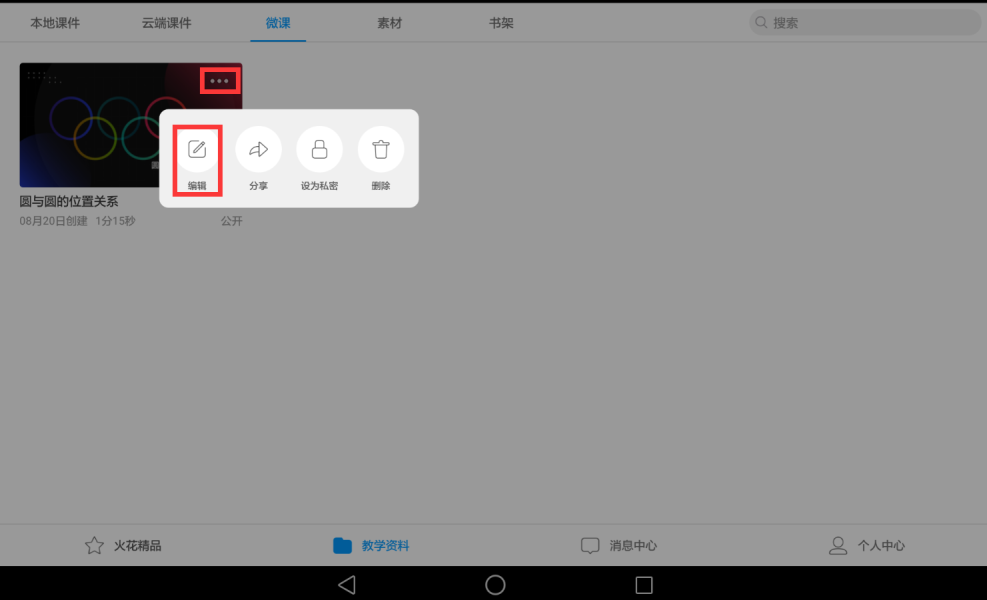 本地课件 云端课件 微课 素材 书架 搜索
编辑 分享 设为私密 删除
圆与圆的位置关系
08月20日创建 1分15秒 公开
火花精品 教学资料 消息中心 个人中心